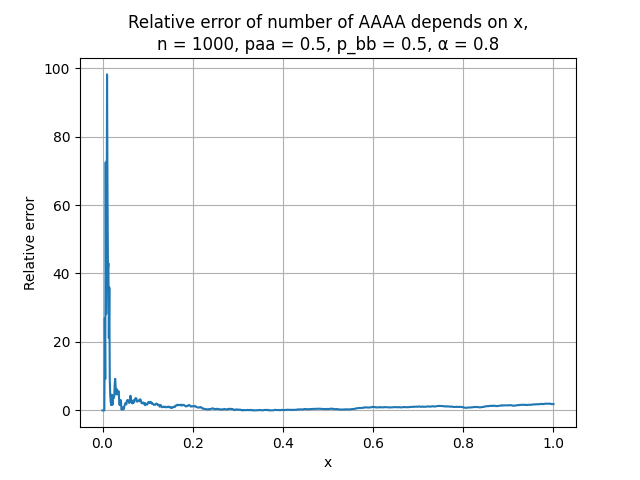 Relative error of number of AAAA depends on x,
n = 1000, paa = 0.5, p_bb = 0.5, α = 0.8
100
80
60
40
20
0
Relative error
0.0 0.2 0.4 0.6 0.8 1.0
x